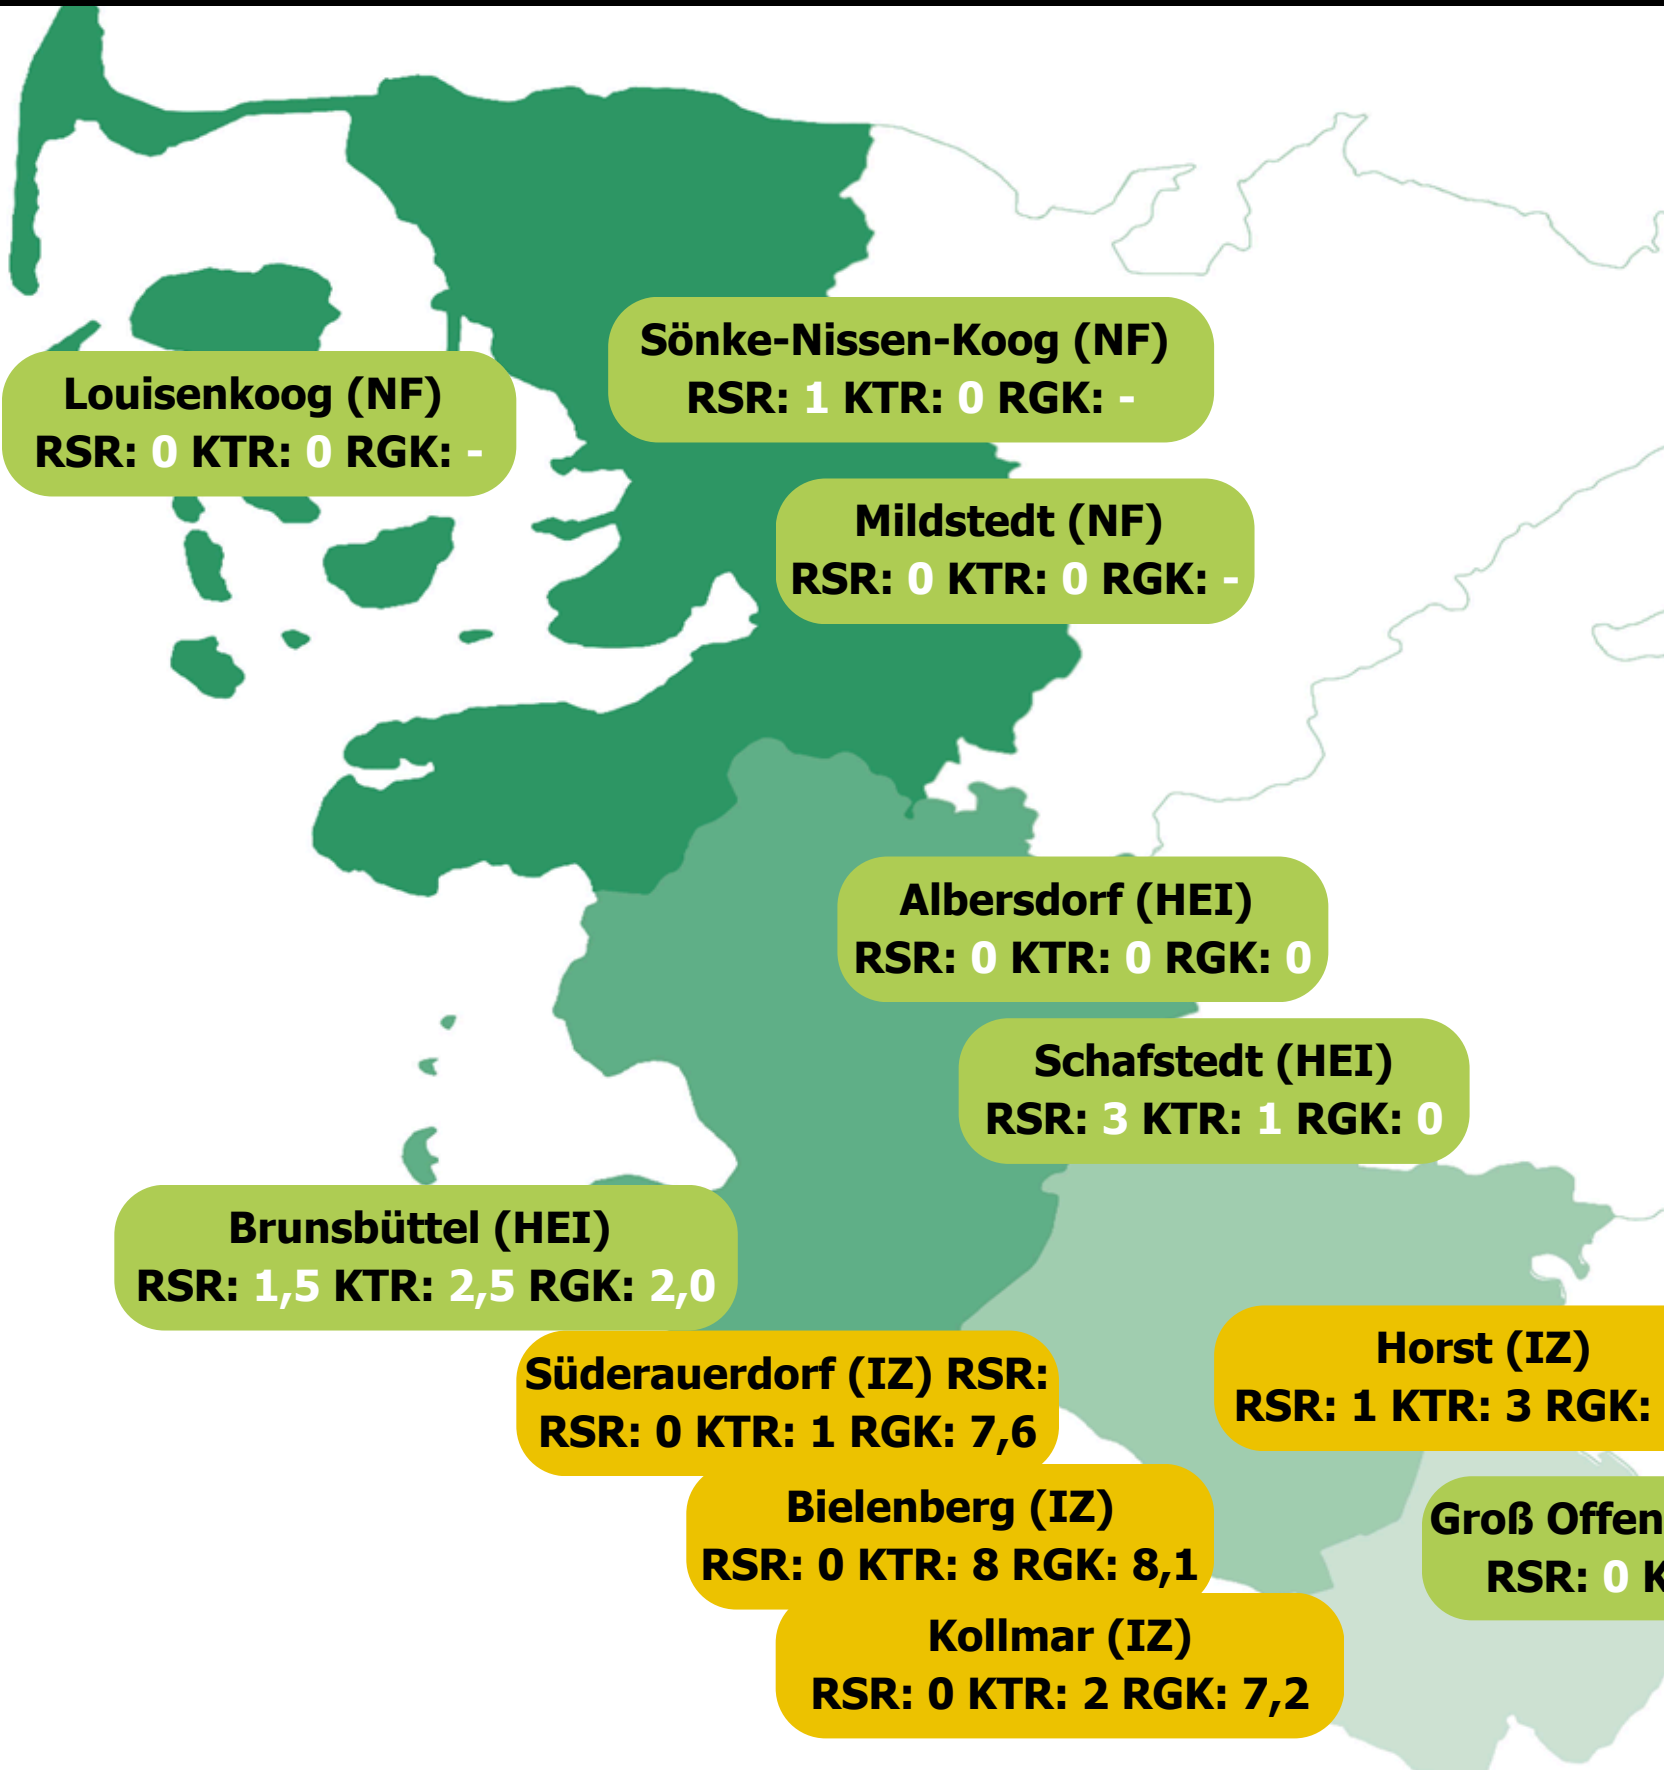 Sönke-Nissen-Koog (NF)
RSR: 1 KTR: 0 RGK: -
Louisenkoog (NF)
RSR: 0 KTR: 0 RGK: -
Mildstedt (NF)
RSR: 0 KTR: 0 RGK: -
Albersdorf (HEI)
RSR: 0 KTR: 0 RGK: 0
Schafstedt (HEI)
RSR: 3 KTR: 1 RGK: 0
Brunsbüttel (HEI)
RSR: 1,5 KTR: 2,5 RGK: 2,0
Süderauerdorf (IZ) RSR:
RSR: 0 KTR: 1 RGK: 7,6
Horst (IZ)
RSR: 1 KTR: 3 RGK:
Bielenberg (IZ)
RSR: 0 KTR: 8 RGK: 8,1
Groß Offen
RSR: 0 K
Kollmar (IZ)
RSR: 0 KTR: 2 RGK: 7,2